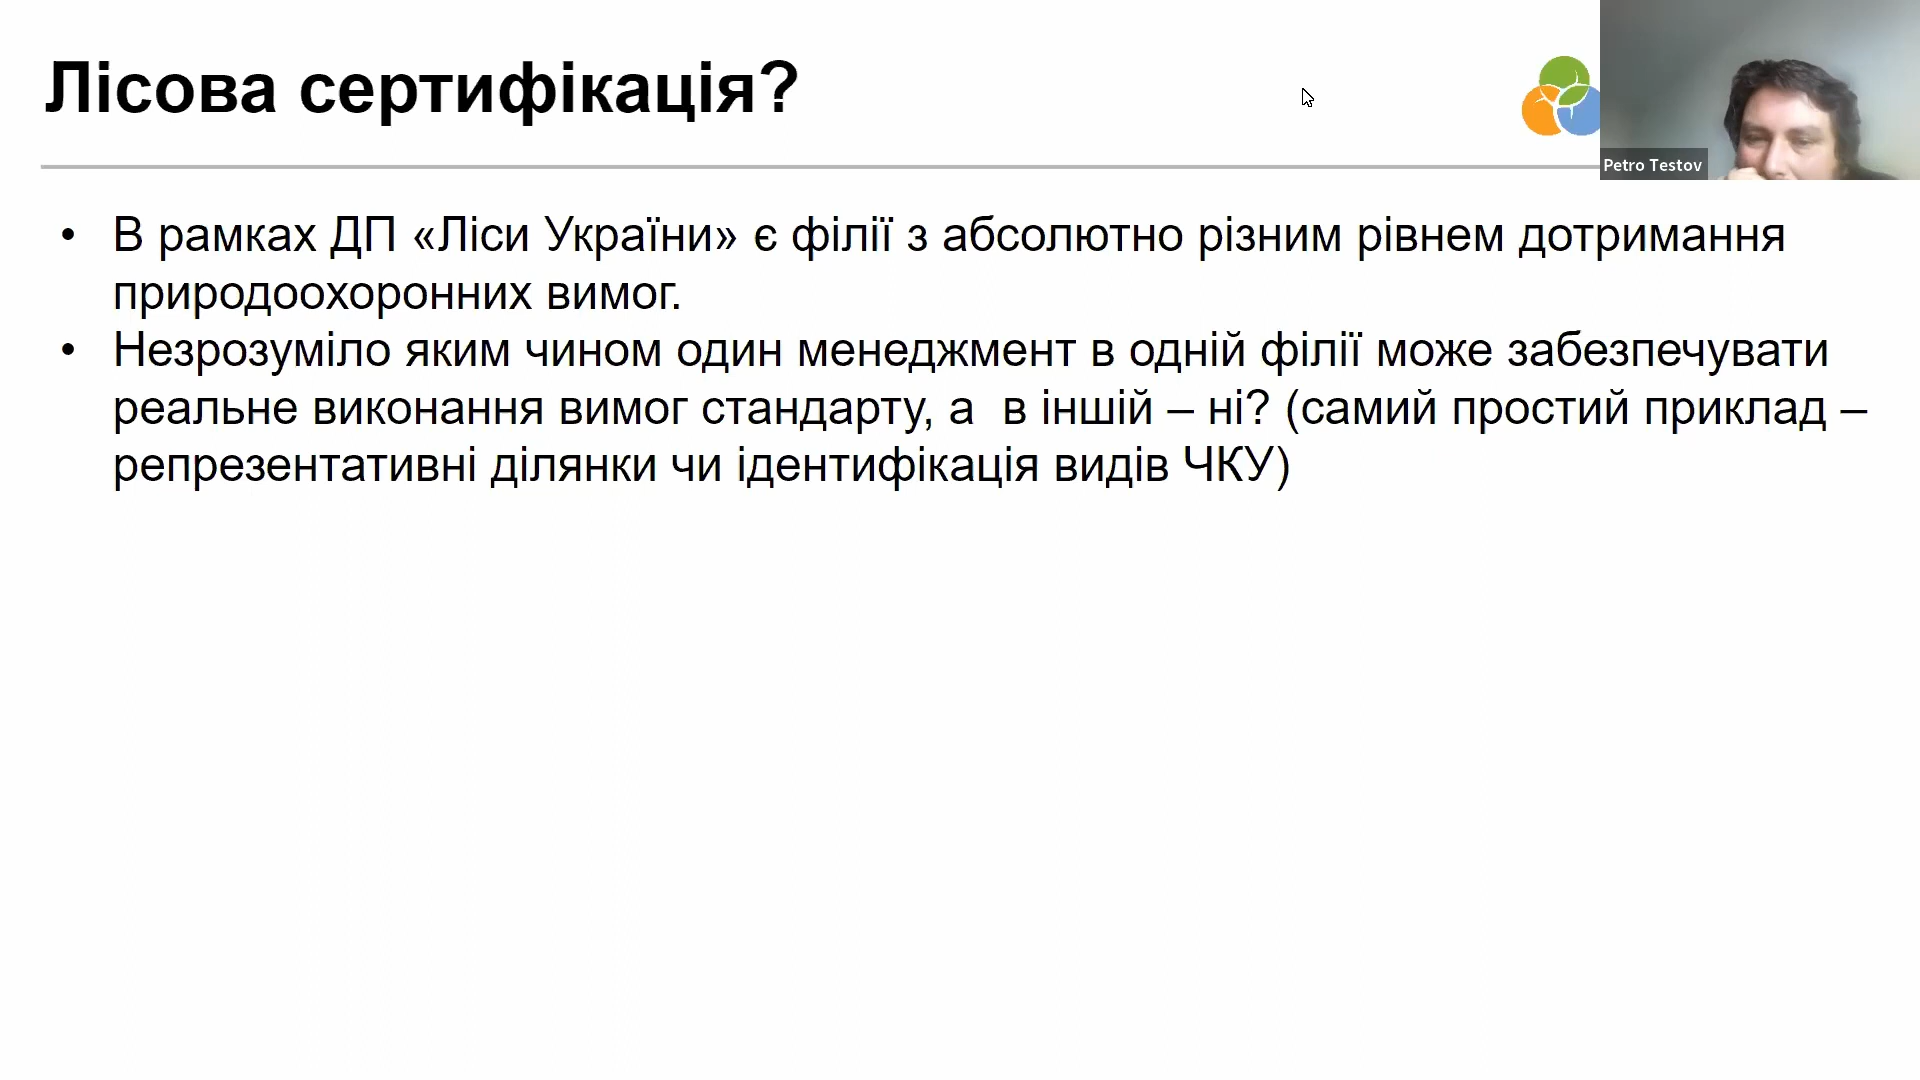 Лісова сертифікація?
Petro Testov
• В рамках ДП «Ліси України» є філії з абсолютно різним рівнем дотримання
природоохоронних вимог.
• Незрозуміло яким чином один менеджмент в одній філії може забезпечувати
реальне виконання вимог стандарту, а  в іншій – ні? (самий простий приклад –
репрезентативні ділянки чи ідентифікація видів ЧКУ)